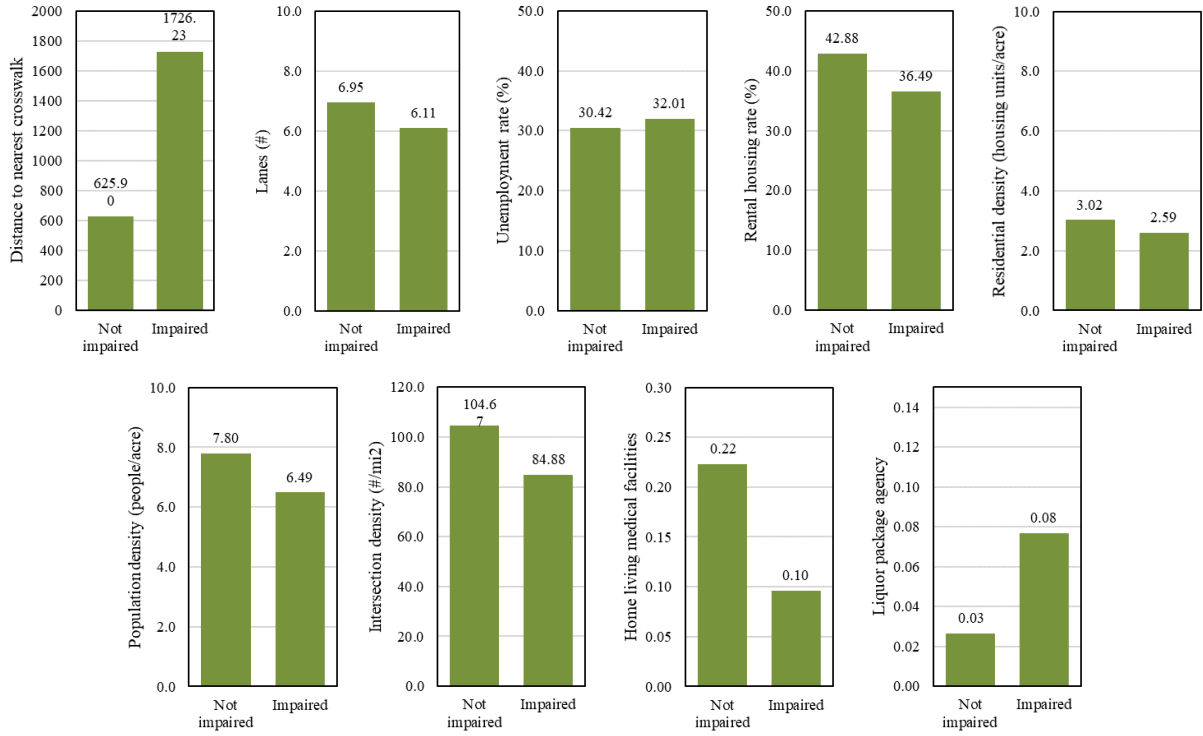 Distance to nearest crosswalk
2000
1800
1600
1400
1200
1000
800
600
400
200
0
625.9
0
1726.
23
Not
impaired
Impaired
Lanes (#)
10.0
8.0
6.0
4.0
2.0
0.0
6.95
6.11
Not
impaired
Impaired
Unemployment rate (%)
50.0
40.0
30.0
20.0
10.0
0.0
30.42
32.01
Not
impaired
Impaired
Rental housing rate (%)
50.0
40.0
30.0
20.0
10.0
0.0
42.88
36.49
Not
impaired
Impaired
Residential density (housing units/acre)
10.0
8.0
6.0
4.0
2.0
0.0
3.02
2.59
Not
impaired
Impaired
Population density (people/acre)
10.0
8.0
6.0
4.0
2.0
0.0
7.80
6.49
Not
impaired
Impaired
Intersection density (#/mi2)
120.0
100.0
80.0
60.0
40.0
20.0
0.0
104.6
7
84.88
Not
impaired
Impaired
Home living medical facilities
0.30
0.25
0.20
0.15
0.10
0.05
0.00
0.22
0.10
Not
impaired
Impaired
Liquor package agency
0.14
0.12
0.10
0.08
0.06
0.04
0.02
0.00
0.03
0.08
Not
impaired
Impaired